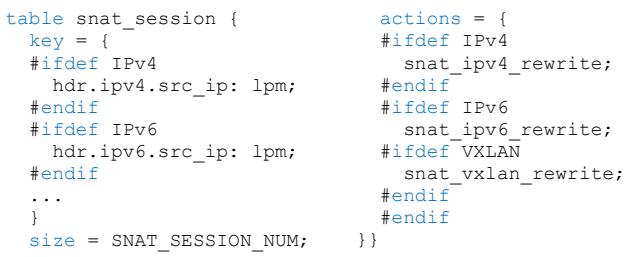 table snat_session {
  key = {
  #ifdef IPv4
    hdr.ipv4.src_ip: lpm;
  #endif
  #ifdef IPv6
    hdr.ipv6.src_ip: lpm;
  #endif
  ...
  }
  size = SNAT_SESSION_NUM;
  actions = {
  #ifdef IPv4
    snat_ipv4_rewrite;
  #endif
  #ifdef IPv6
    snat_ipv6_rewrite;
  #ifdef VXLAN
    snat_vxlan_rewrite;
  #endif
  #endif
}}